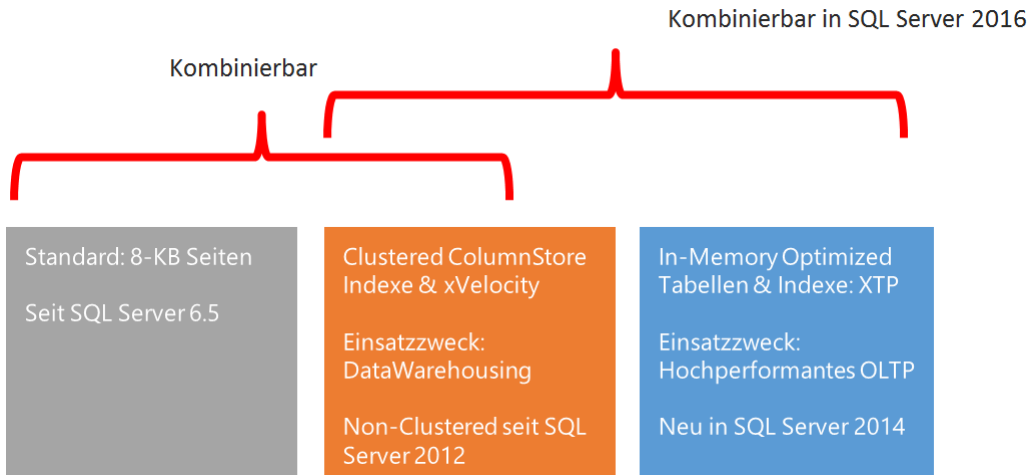 Kombinierbar in SQL Server 2016
Kombinierbar
Standard: 8-KB Seiten
Seit SQL Server 6.5
Clustered ColumnStore
Indexe & xVelocity
Einsatzzweck:
DataWarehousing
Non-Clustered seit SQL
Server 2012
In-Memory Optimized
Tabellen & Indexe: XTP
Einsatzzweck:
Hochperformantes OLTP
Neu in SQL Server 2014